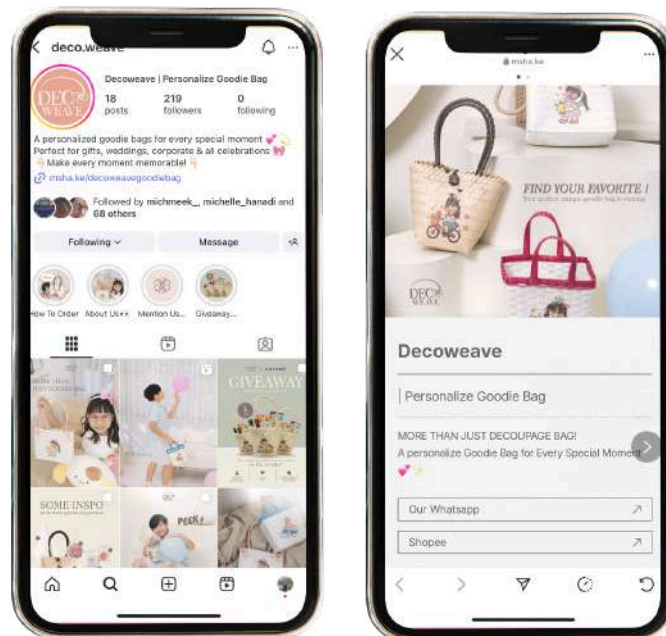 deco.weave
DECO WEAVE
Decoweave | Personalize Goodie Bag
18 219 0
posts followers following
A personalized goodie bags for every special moment 💕💫
Perfect for gifts, weddings, corporate & all celebrations 🎀
👇Make every moment memorable!👇
msha.ke/decoweavegoodiebag
Followed by michmeek_, michelle_hanadi and
68 others
Following
Message
How To Order About Us Mention Us... Giveaway...
MORE THAN
GIVEAWAY
SOME INSPO
PEEK!
msha.ke
FIND YOUR FAVORITE !
DECO
WEAVE
Decoweave
| Personalize Goodie Bag
MORE THAN JUST DECOUPAGE BAG!
A personalize Goodie Bag for Every Special Moment
💕✨
Our Whatsapp
Shopee